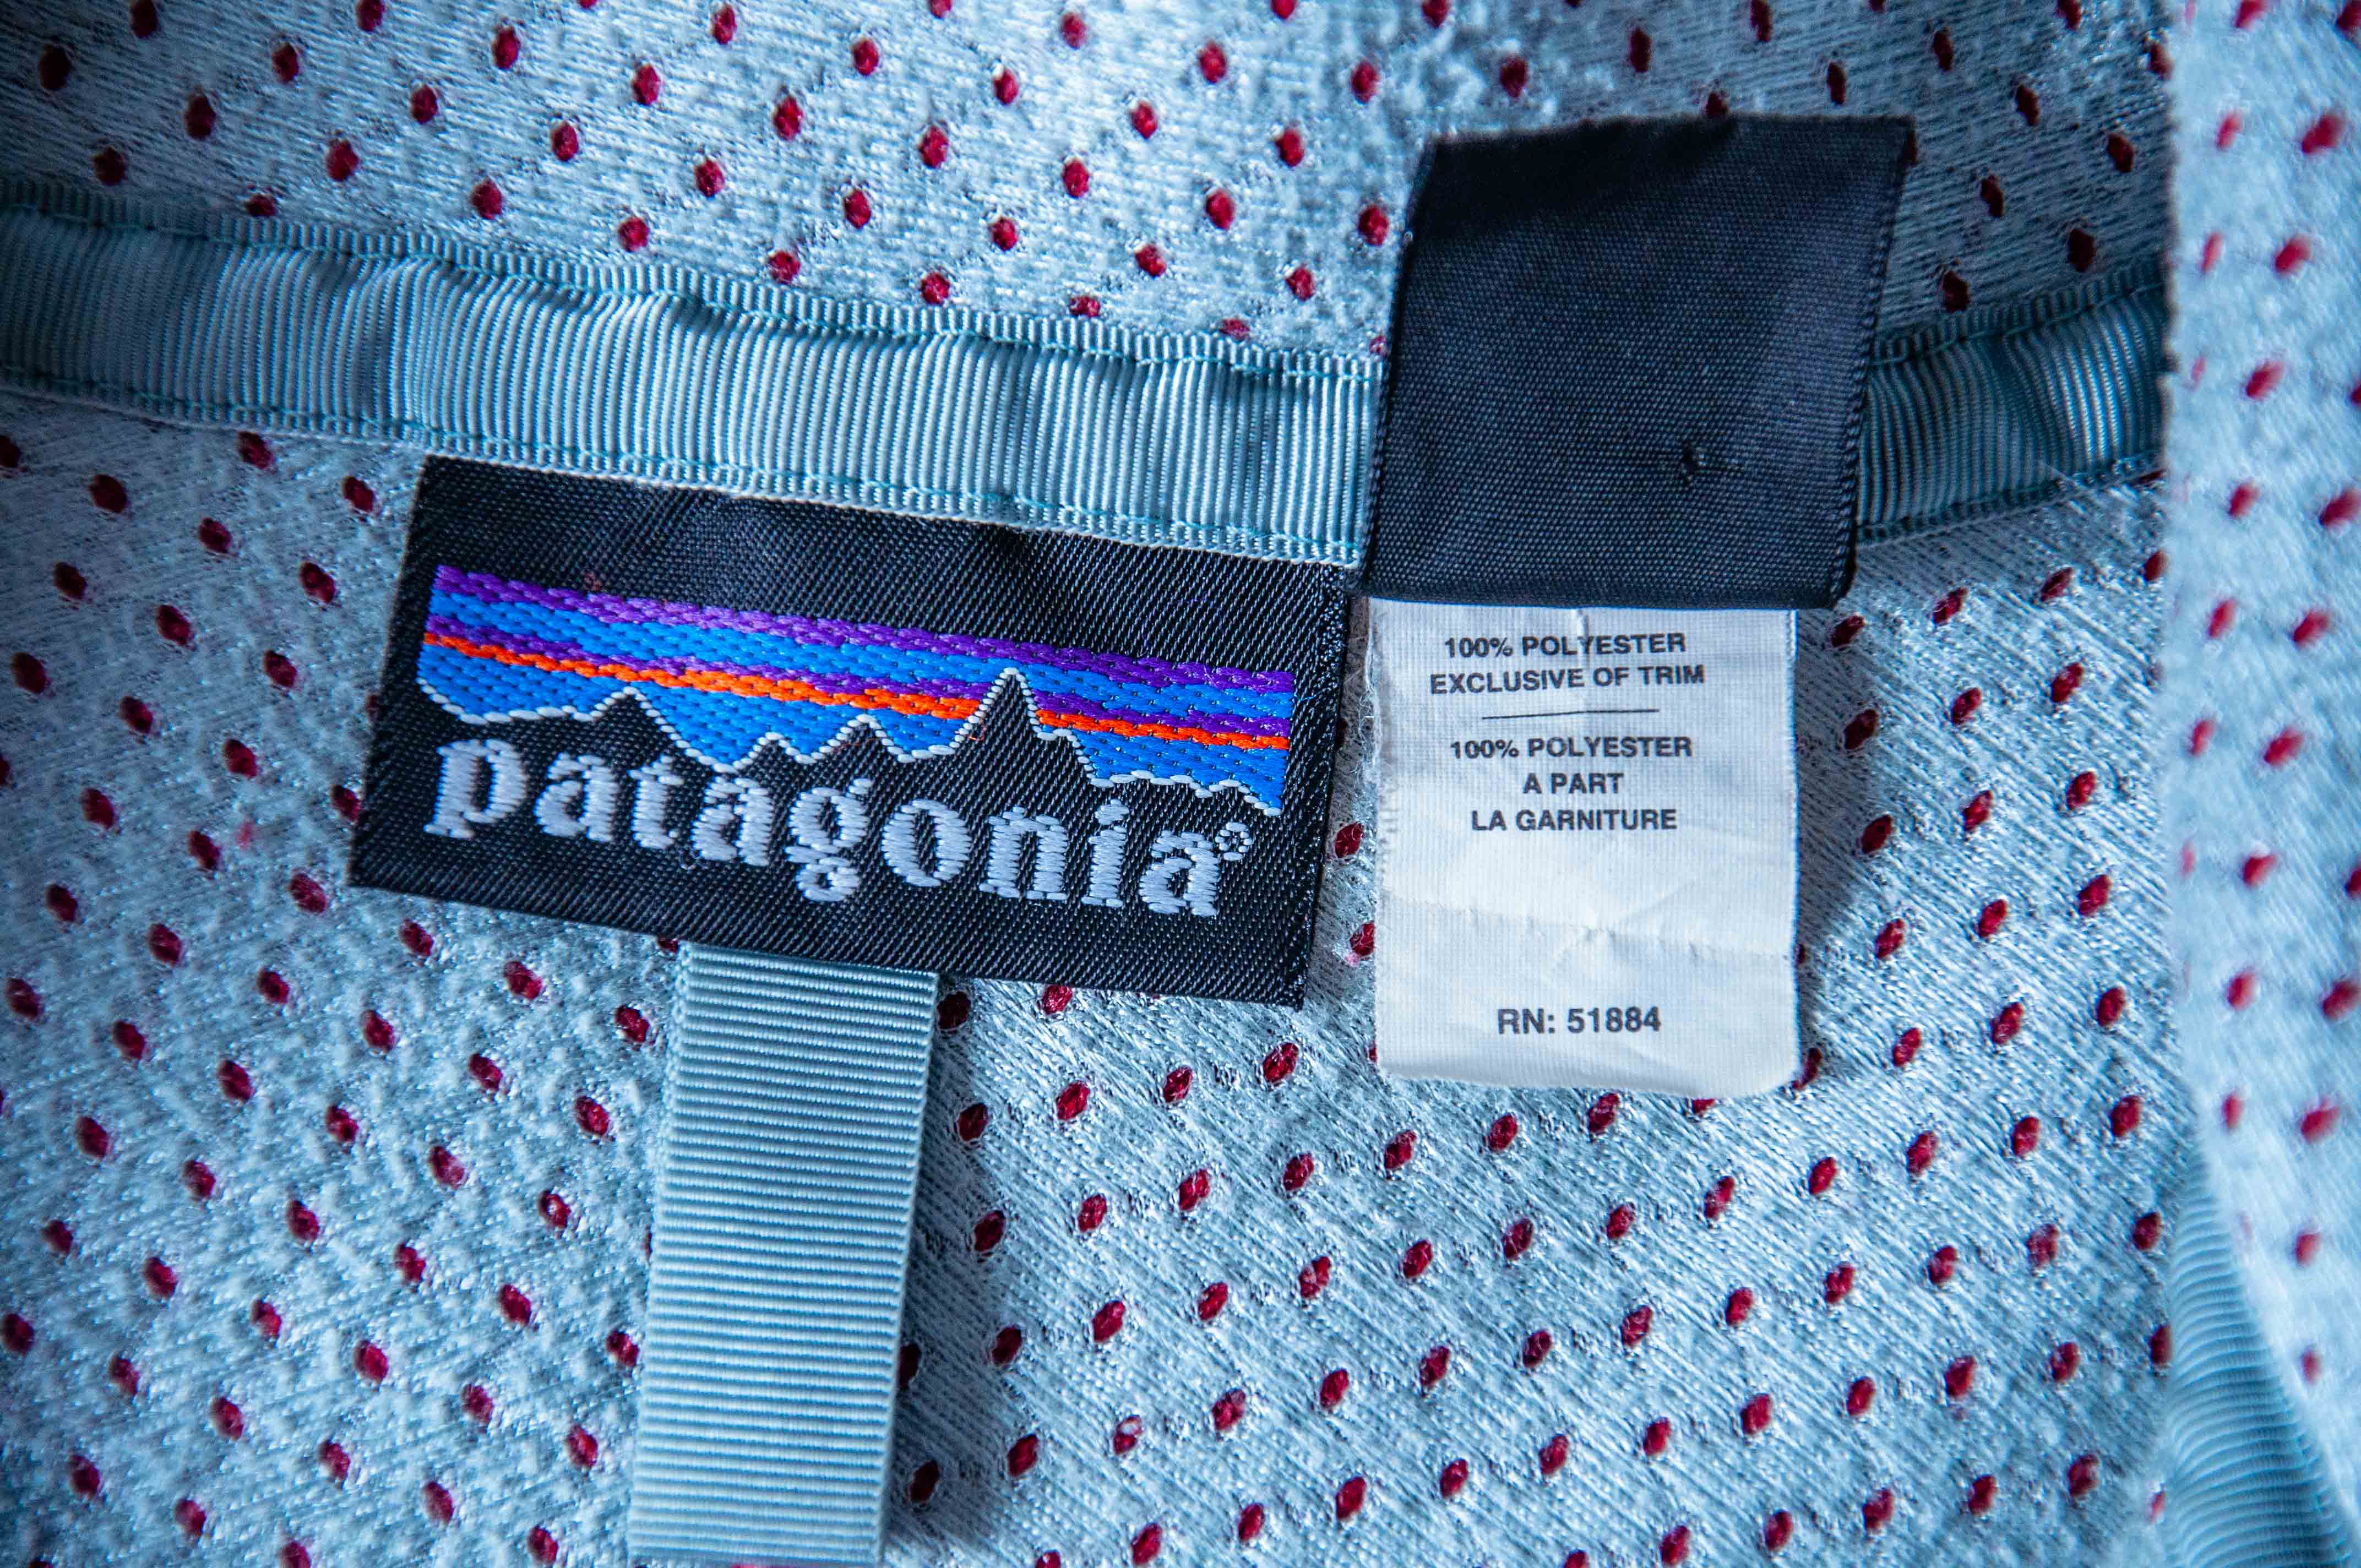 patagonia®
100% POLYESTER
EXCLUSIVE OF TRIM
100% POLYESTER
A PART
LA GARNITURE
RN: 51884